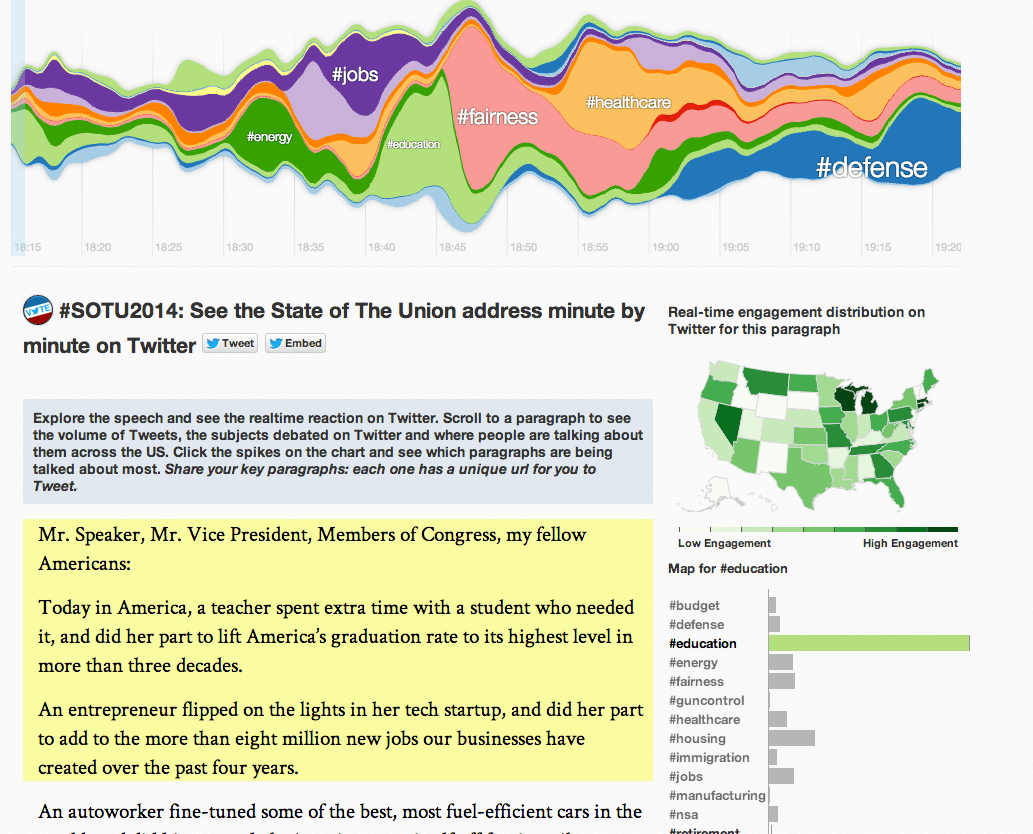 #jobs
#energy
#education
#fairness
#healthcare
#defense
18:15 18:20 18:25 18:30 18:35 18:40 18:45 18:50 18:55 19:00 19:05 19:10 19:15 19:20
VOTE #SOTU2014: See the State of The Union address minute by
minute on Twitter Tweet Embed
Explore the speech and see the realtime reaction on Twitter. Scroll to a paragraph to see
the volume of Tweets, the subjects debated on Twitter and where people are talking about
them across the US. Click the spikes on the chart and see which paragraphs are being
talked about most. Share your key paragraphs: each one has a unique url for you to
Tweet.
Mr. Speaker, Mr. Vice President, Members of Congress, my fellow
Americans:
Today in America, a teacher spent extra time with a student who needed
it, and did her part to lift America’s graduation rate to its highest level in
more than three decades.
An entrepreneur flipped on the lights in her tech startup, and did her part
to add to the more than eight million new jobs our businesses have
created over the past four years.
An autoworker fine-tuned some of the best, most fuel-efficient cars in the
Real-time engagement distribution on
Twitter for this paragraph
Low Engagement High Engagement
Map for #education
#budget
#defense
#education
#energy
#fairness
#guncontrol
#healthcare
#housing
#immigration
#jobs
#manufacturing
#nsa
#retirement